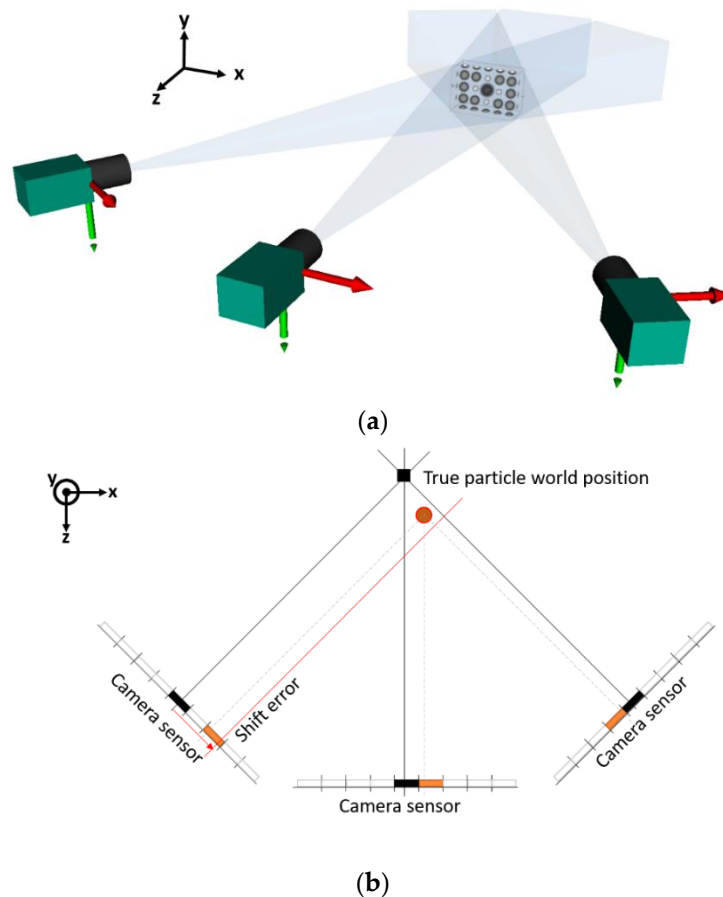 y
x
z
(a)
y
x
z
True particle world position
Camera sensor
Shift error
Camera sensor
Camera sensor
(b)